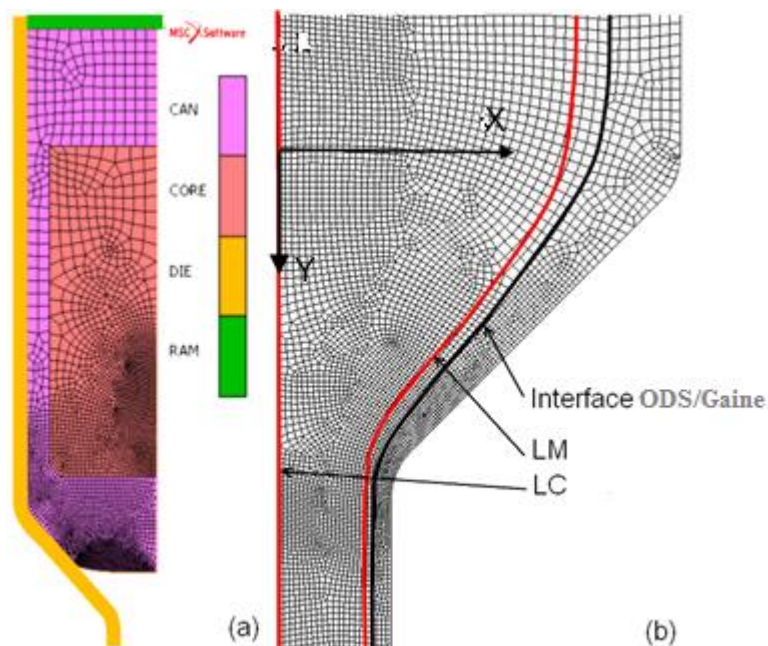 MSC Software
CAN
CORE
DIE
RAM
X
Y
Interface ODS/Gaine
LM
LC
(a)
(b)